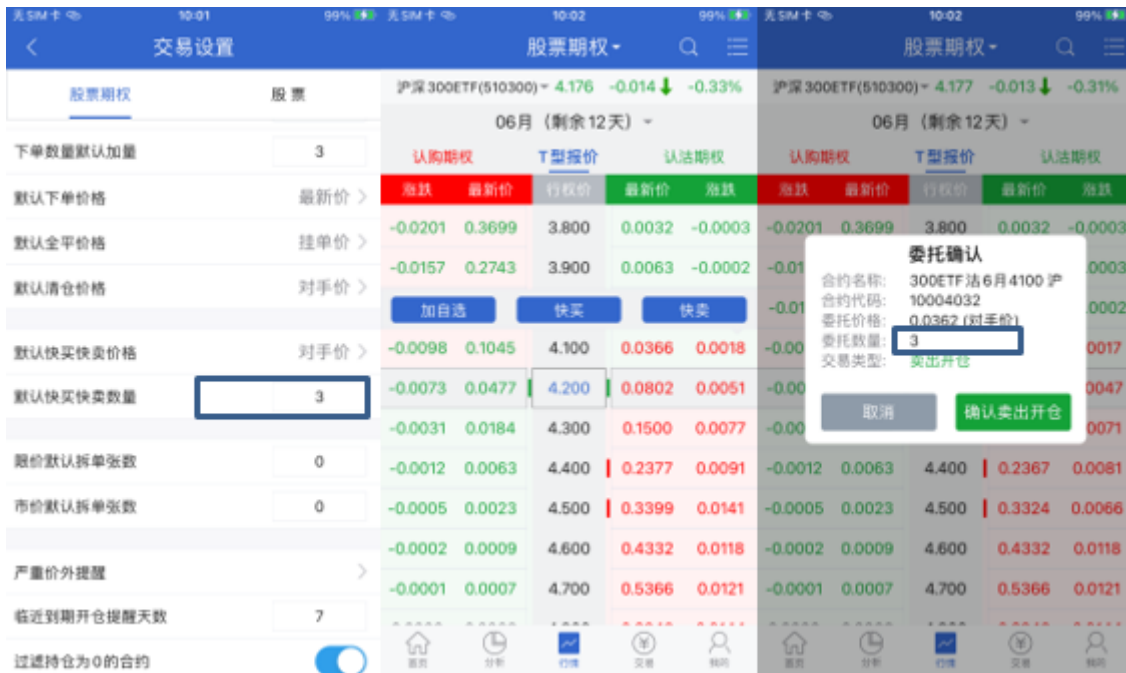 无SIM卡 10:01 99%
交易设置
股票期权 股票
下单数量默认加量 3
默认下单价格 最新价
默认全平价格 挂单价
默认清仓价格 对手价
默认快买快卖价格 对手价
默认快买快卖数量 3
限价默认拆单张数 0
市价默认拆单张数 0
严重价外提醒
临近到期开仓提醒天数 7
过滤持仓为0的合约
无SIM卡 10:02 99%
股票期权
沪深300ETF(510300) 4.176 -0.014 -0.33%
06月（剩余12天）
认购期权 T型报价 认沽期权
涨跌 最新价 行权价 最新价 涨跌
-0.0201 0.3699 3.800 0.0032 -0.0003
-0.0157 0.2743 3.900 0.0063 -0.0002
加自选 快买 快卖
-0.0098 0.1045 4.100 0.0366 0.0018
-0.0073 0.0477 4.200 0.0802 0.0051
-0.0031 0.0184 4.300 0.1500 0.0077
-0.0012 0.0063 4.400 0.2377 0.0091
-0.0005 0.0023 4.500 0.3399 0.0141
-0.0002 0.0009 4.600 0.4332 0.0118
-0.0001 0.0007 4.700 0.5366 0.0121
首页 分析 行情 交易 我的
无SIM卡 10:02 99%
股票期权
沪深300ETF(510300) 4.177 -0.013 -0.31%
06月（剩余12天）
认购期权 T型报价 认沽期权
涨跌 最新价 行权价 最新价 涨跌
-0.0201 0.3699 3.800 0.0032 -0.0003
委托确认
合约名称: 300ETF沽6月4100 沪
合约代码: 10004032
委托价格: 0.0362 (对手价)
委托数量: 3
交易类型: 卖出开仓
取消 确认卖出开仓
-0.0012 0.0063 4.400 0.2367 0.0081
-0.0005 0.0023 4.500 0.3324 0.0066
-0.0002 0.0009 4.600 0.4332 0.0118
-0.0001 0.0007 4.700 0.5366 0.0121
首页 分析 行情 交易 我的